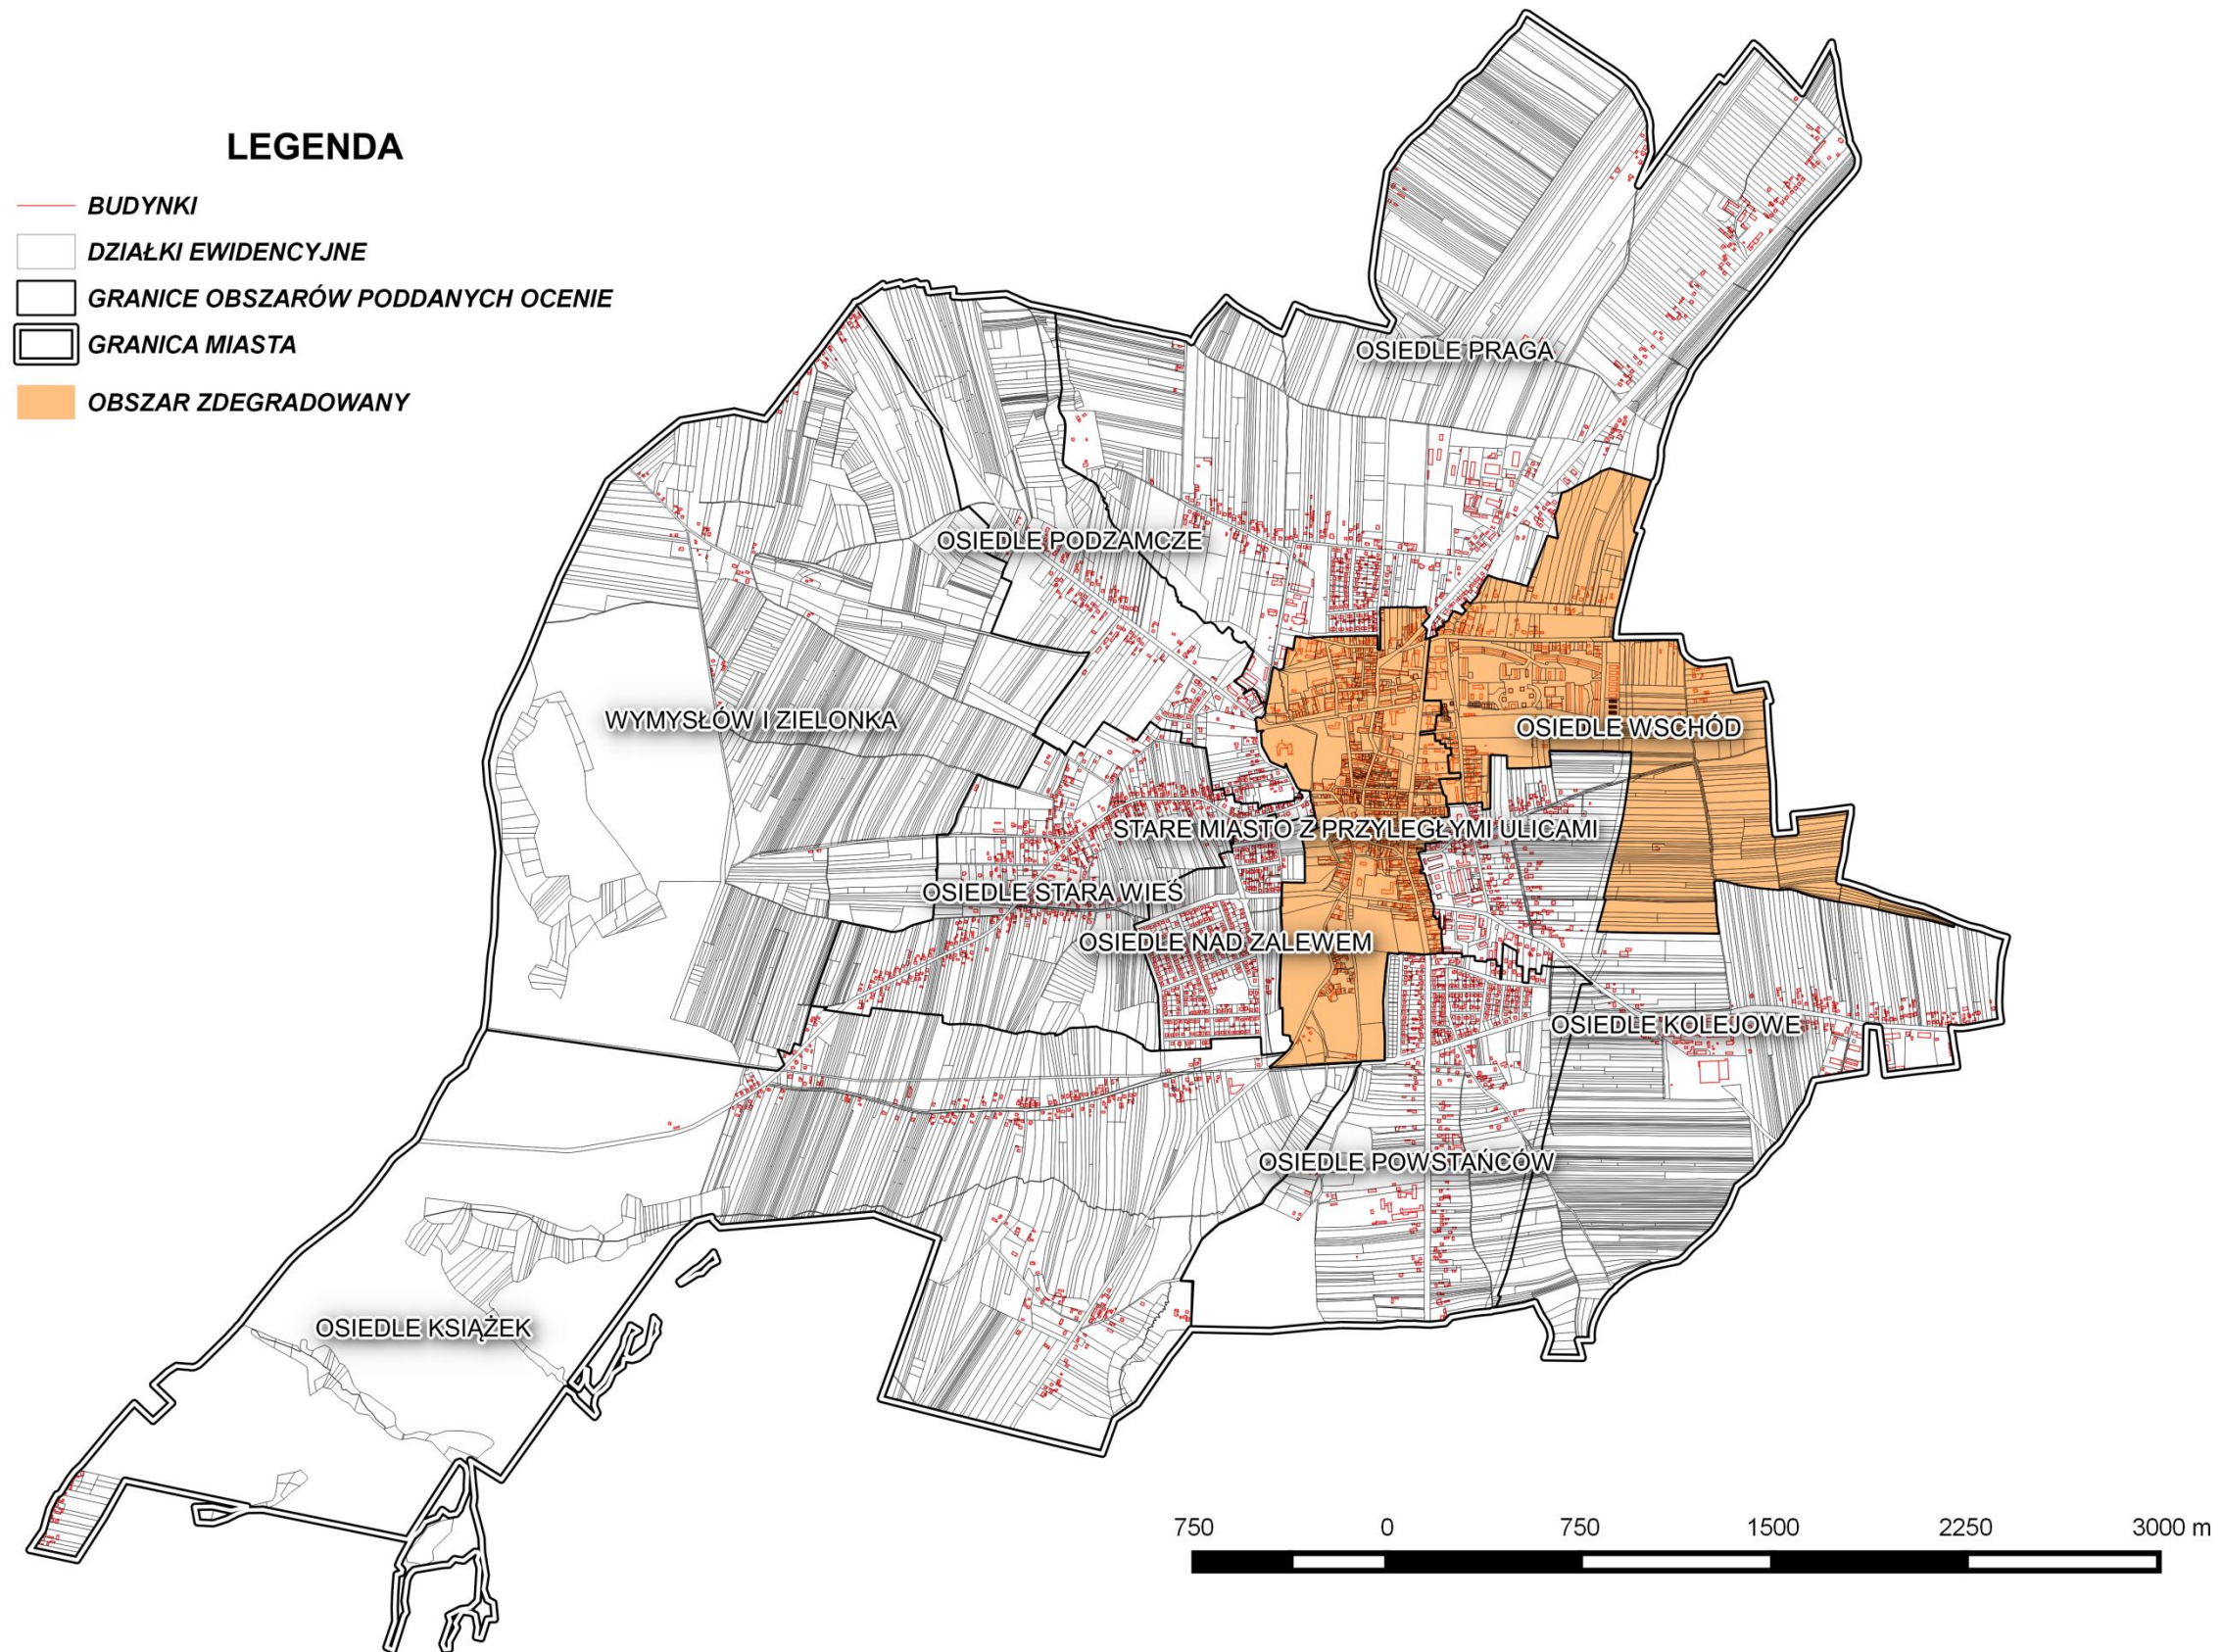 LEGENDA
BUDYNKI
DZIAŁKI EWIDENCYJNE
GRANICE OBSZARÓW PODDANYCH OCENIE
GRANICA MIASTA
OBSZAR ZDEGRADOWANY
OSIEDLE PRAGA
OSIEDLE PODZAMCZE
WYMYSŁÓW I ZIELONKA
OSIEDLE WSCHÓD
STARE MIASTO Z PRZYLEGŁYMI ULICAMI
OSIEDLE STARA WIEŚ
OSIEDLE NAD ZALEWEM
OSIEDLE KOLEJOWE
OSIEDLE POWSTAŃCÓW
OSIEDLE KSIĄŻEK
750 0 750 1500 2250 3000 m